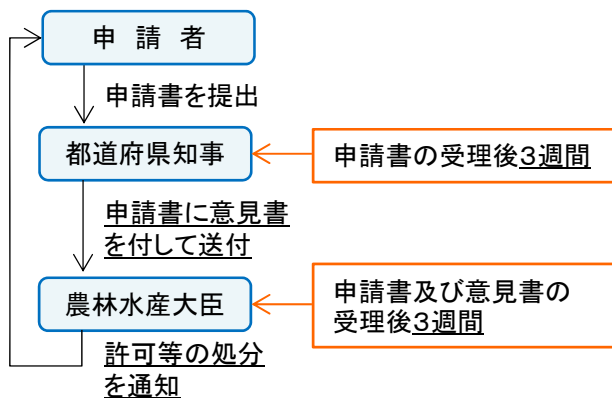 申 請 者
申請書を提出
都道府県知事
申請書の受理後3週間
申請書に意見書
を付して送付
農林水産大臣
申請書及び意見書の
受理後3週間
許可等の処分
を通知